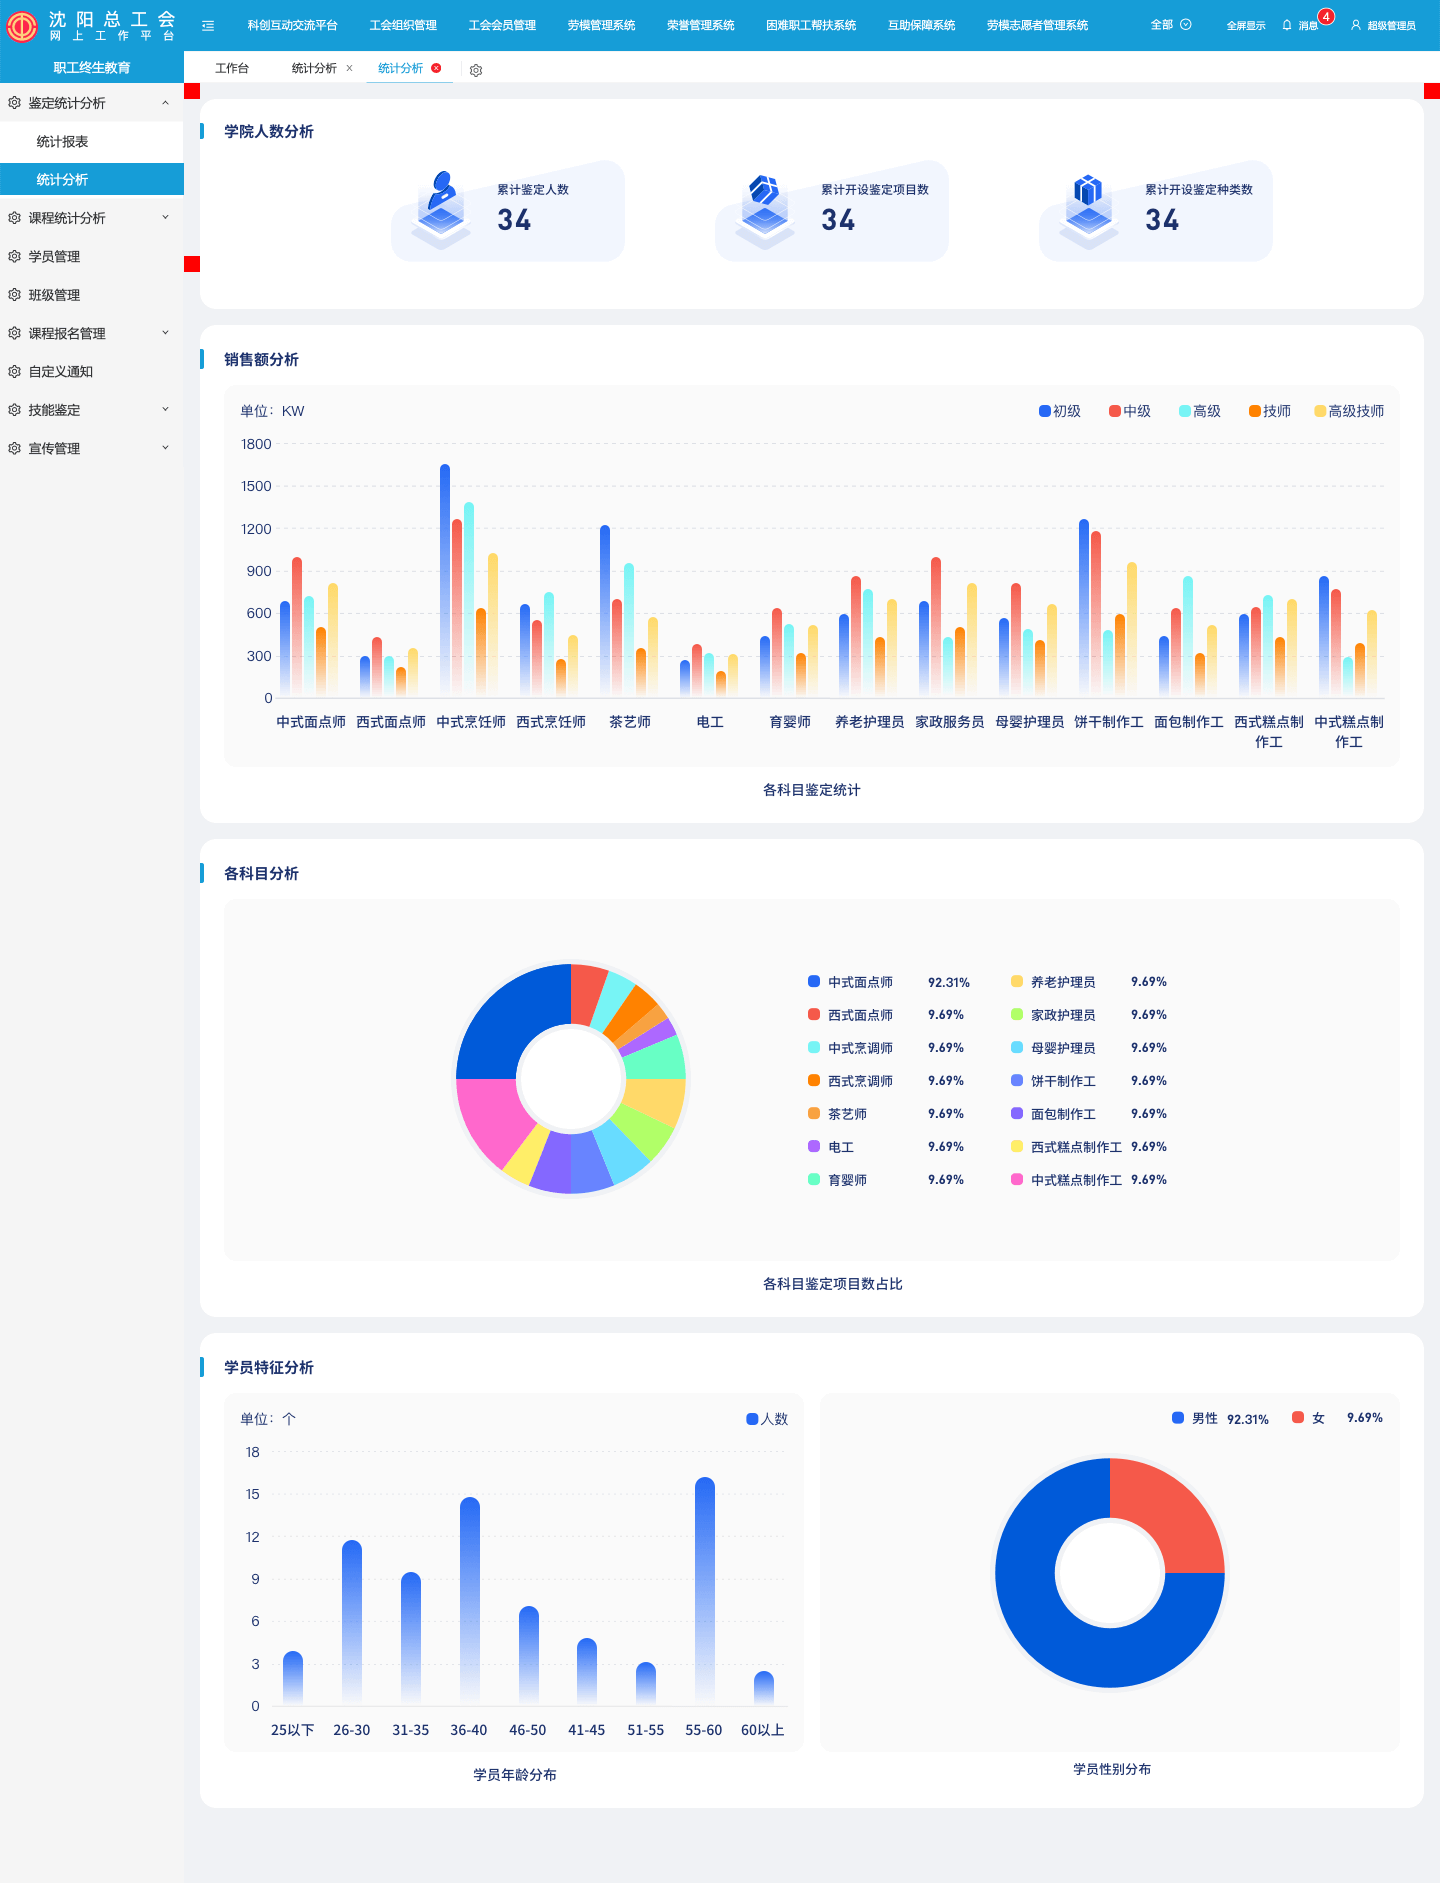 沈阳总工会
网上工作平台
科创互动交流平台 工会组织管理 工会会员管理 劳模管理系统 荣誉管理系统 困难职工帮扶系统 互助保障系统 劳模志愿者管理系统 全部 全屏显示 消息 4 超级管理员
职工终生教育
工作台 统计分析 x 统计分析
鉴定统计分析
统计报表
统计分析
课程统计分析
学员管理
班级管理
课程报名管理
自定义通知
技能鉴定
宣传管理
学院人数分析
累计鉴定人数
34
累计开设鉴定项目数
34
累计开设鉴定种类数
34
销售额分析
单位：KW
初级 中级 高级 技师 高级技师
1800
1500
1200
900
600
300
0
中式面点师 西式面点师 中式烹饪师 西式烹饪师 茶艺师 电工 育婴师 养老护理员 家政服务员 母婴护理员 饼干制作工 面包制作工 西式糕点制作工 中式糕点制作工
各科目鉴定统计
各科目分析
中式面点师 92.31% 养老护理员 9.69%
西式面点师 9.69% 家政护理员 9.69%
中式烹调师 9.69% 母婴护理员 9.69%
西式烹调师 9.69% 饼干制作工 9.69%
茶艺师 9.69% 面包制作工 9.69%
电工 9.69% 西式糕点制作工 9.69%
育婴师 9.69% 中式糕点制作工 9.69%
各科目鉴定项目数占比
学员特征分析
单位：个
人数
18
15
12
9
6
3
0
25以下 26-30 31-35 36-40 46-50 41-45 51-55 55-60 60以上
学员年龄分布
男性 92.31% 女 9.69%
学员性别分布